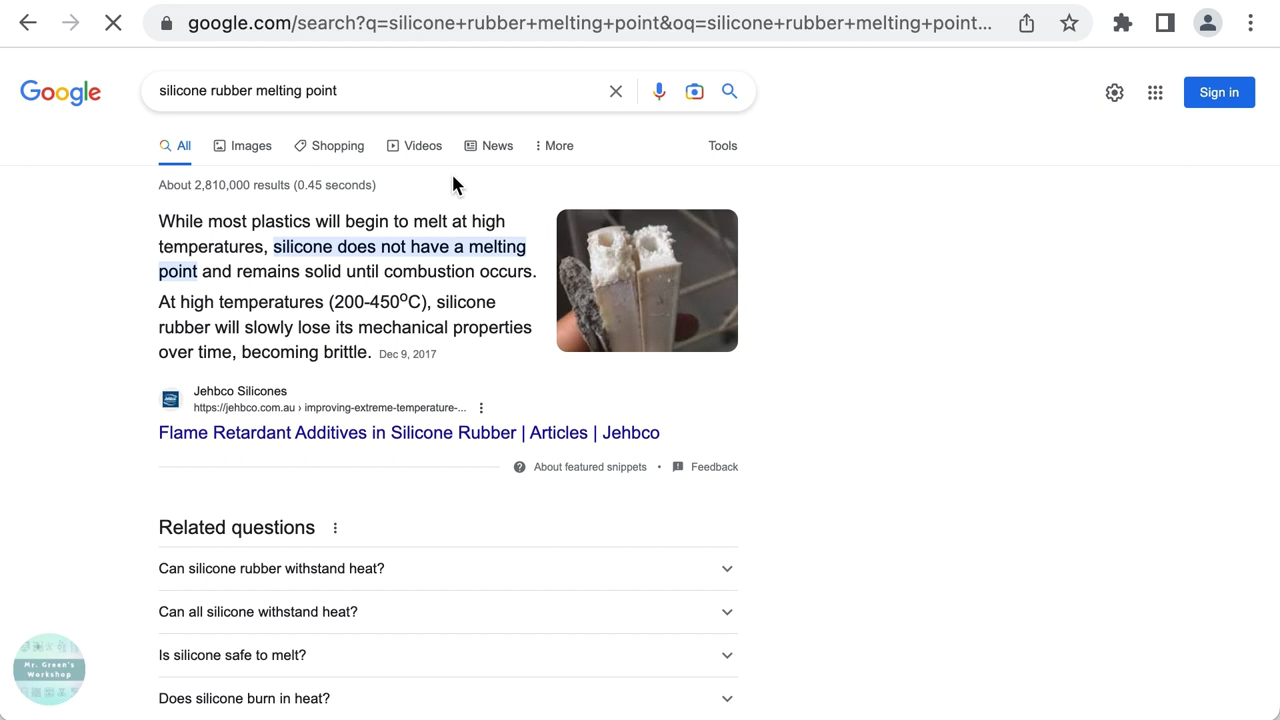 google.com/search?q=silicone+rubber+melting+point&oq=silicone+rubber+melting+point...
Google
silicone rubber melting point
Sign in
All
Images
Shopping
Videos
News
More
Tools
About 2,810,000 results (0.45 seconds)
While most plastics will begin to melt at high
temperatures, silicone does not have a melting
point and remains solid until combustion occurs.
At high temperatures (200-450ºC), silicone
rubber will slowly lose its mechanical properties
over time, becoming brittle. Dec 9, 2017
Jehbco Silicones
https://jehbco.com.au › improving-extreme-temperature-...
Flame Retardant Additives in Silicone Rubber | Articles | Jehbco
About featured snippets • Feedback
Related questions
Can silicone rubber withstand heat?
Can all silicone withstand heat?
Is silicone safe to melt?
Does silicone burn in heat?
Mr. Green's
Workshop